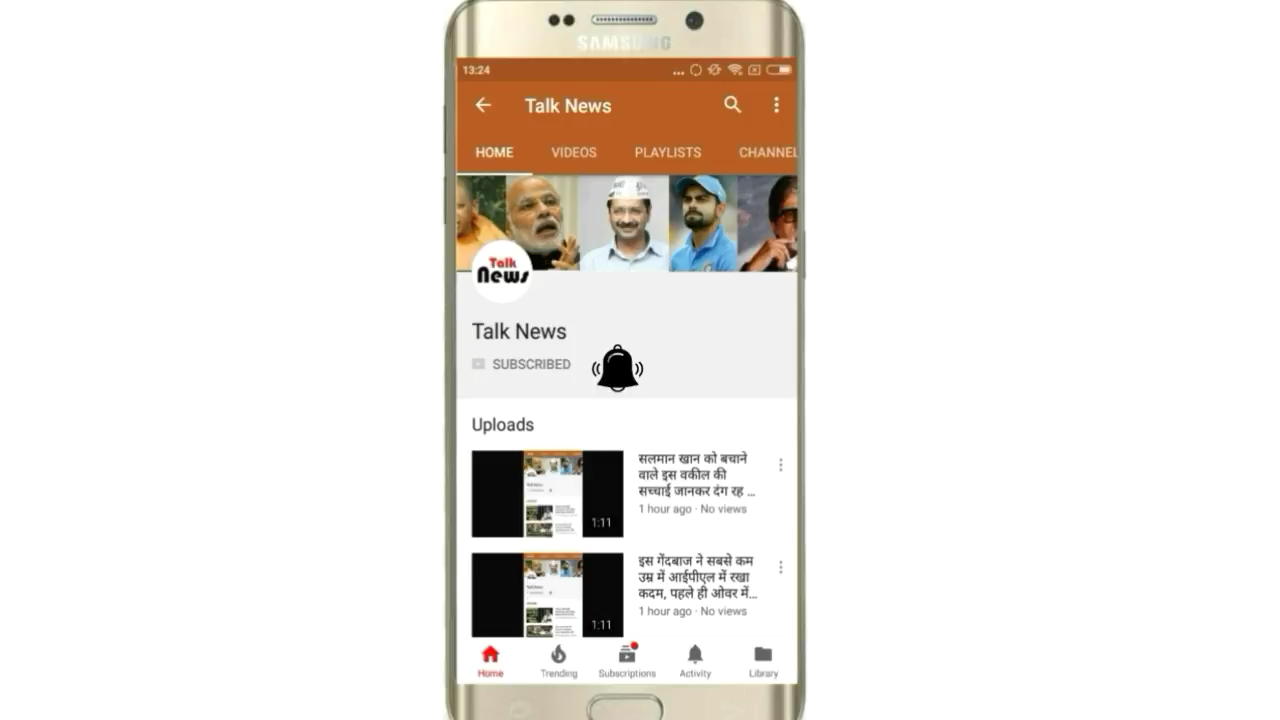 SAMSUNG
13:24
Talk News
HOME VIDEOS PLAYLISTS CHANNEL
Talk
News
Talk News
SUBSCRIBED
Uploads
सलमान खान को बचाने
वाले इस वकील की
सच्चाई जानकर दंग रह ...
1 hour ago · No views
1:11
इस गेंदबाज ने सबसे कम
उम्र में आईपीएल में रखा
कदम, पहले ही ओवर में...
1 hour ago · No views
1:11
Home Trending Subscriptions Activity Library